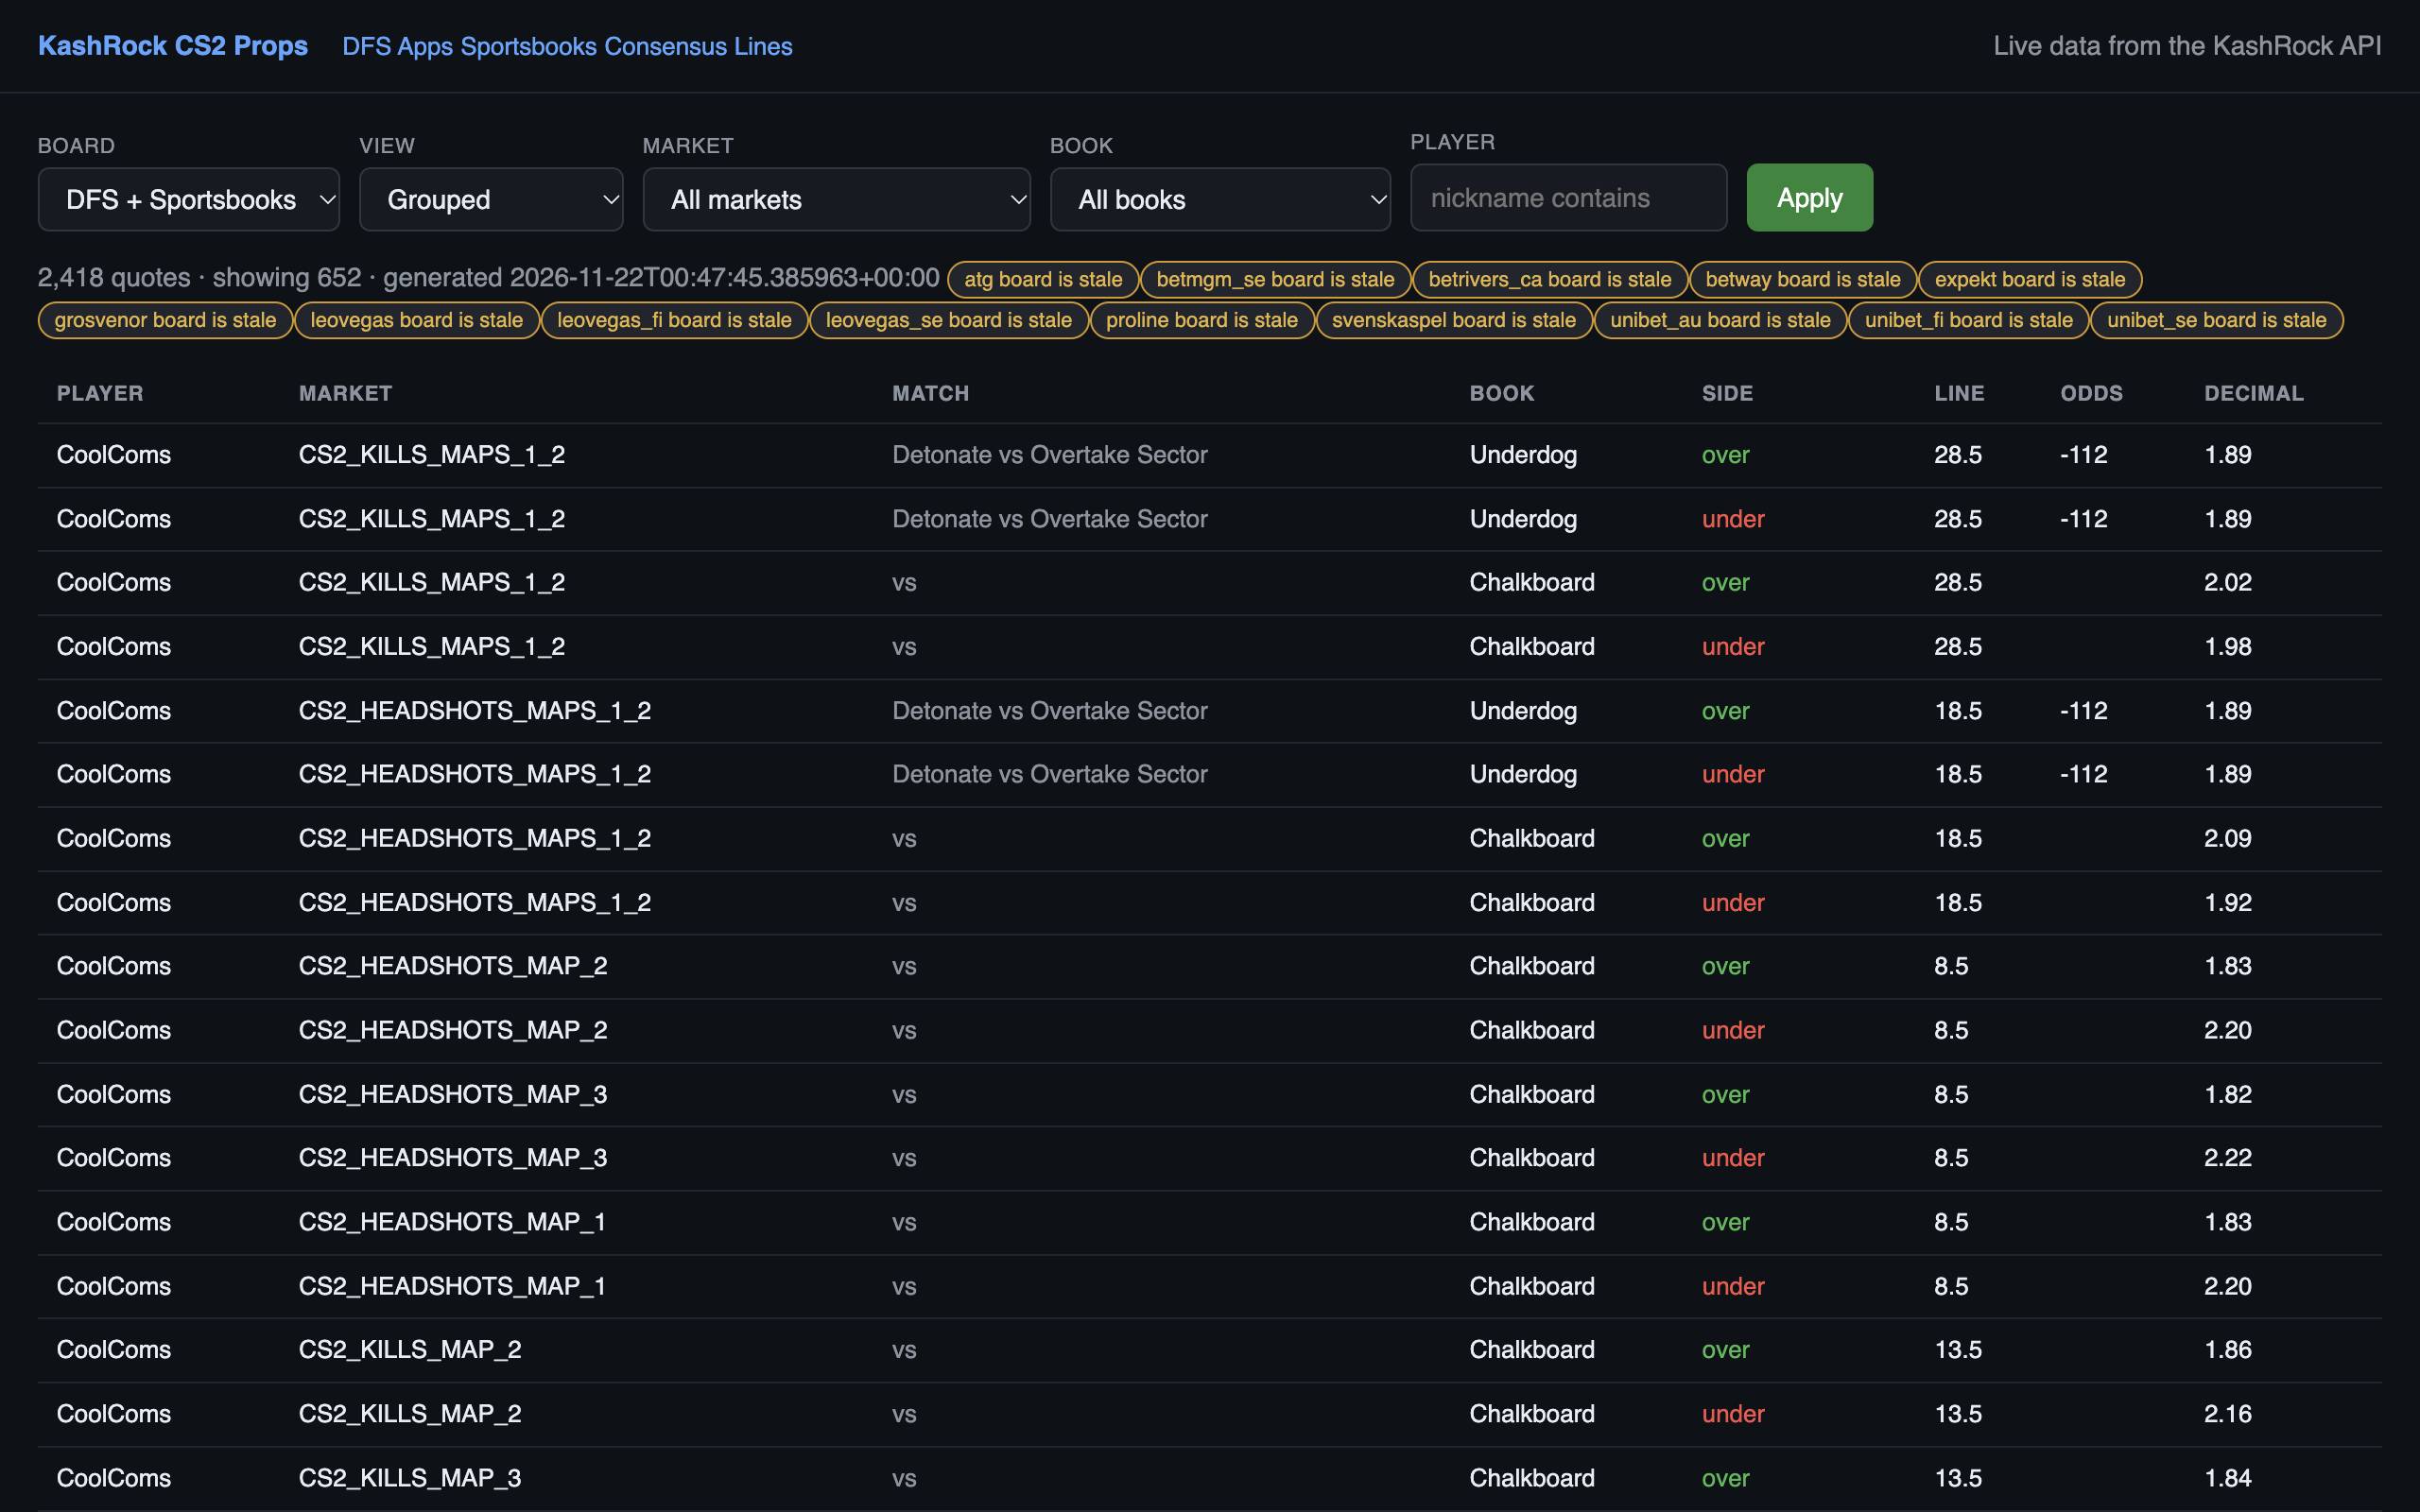 KashRock CS2 Props DFS Apps Sportsbooks Consensus Lines Live data from the KashRock API
BOARD VIEW MARKET BOOK PLAYER
DFS + Sportsbooks Grouped All markets All books nickname contains Apply
2,418 quotes · showing 652 · generated 2026-11-22T00:47:45.385963+00:00 atg board is stale betmgm_se board is stale betrivers_ca board is stale betway board is stale expekt board is stale
grosvenor board is stale leovegas board is stale leovegas_fi board is stale leovegas_se board is stale proline board is stale svenskaspel board is stale unibet_au board is stale unibet_fi board is stale unibet_se board is stale
PLAYER MARKET MATCH BOOK SIDE LINE ODDS DECIMAL
CoolComs CS2_KILLS_MAPS_1_2 Detonate vs Overtake Sector Underdog over 28.5 -112 1.89
CoolComs CS2_KILLS_MAPS_1_2 Detonate vs Overtake Sector Underdog under 28.5 -112 1.89
CoolComs CS2_KILLS_MAPS_1_2 vs Chalkboard over 28.5 2.02
CoolComs CS2_KILLS_MAPS_1_2 vs Chalkboard under 28.5 1.98
CoolComs CS2_HEADSHOTS_MAPS_1_2 Detonate vs Overtake Sector Underdog over 18.5 -112 1.89
CoolComs CS2_HEADSHOTS_MAPS_1_2 Detonate vs Overtake Sector Underdog under 18.5 -112 1.89
CoolComs CS2_HEADSHOTS_MAPS_1_2 vs Chalkboard over 18.5 2.09
CoolComs CS2_HEADSHOTS_MAPS_1_2 vs Chalkboard under 18.5 1.92
CoolComs CS2_HEADSHOTS_MAP_2 vs Chalkboard over 8.5 1.83
CoolComs CS2_HEADSHOTS_MAP_2 vs Chalkboard under 8.5 2.20
CoolComs CS2_HEADSHOTS_MAP_3 vs Chalkboard over 8.5 1.82
CoolComs CS2_HEADSHOTS_MAP_3 vs Chalkboard under 8.5 2.22
CoolComs CS2_HEADSHOTS_MAP_1 vs Chalkboard over 8.5 1.83
CoolComs CS2_HEADSHOTS_MAP_1 vs Chalkboard under 8.5 2.20
CoolComs CS2_KILLS_MAP_2 vs Chalkboard over 13.5 1.86
CoolComs CS2_KILLS_MAP_2 vs Chalkboard under 13.5 2.16
CoolComs CS2_KILLS_MAP_3 vs Chalkboard over 13.5 1.84